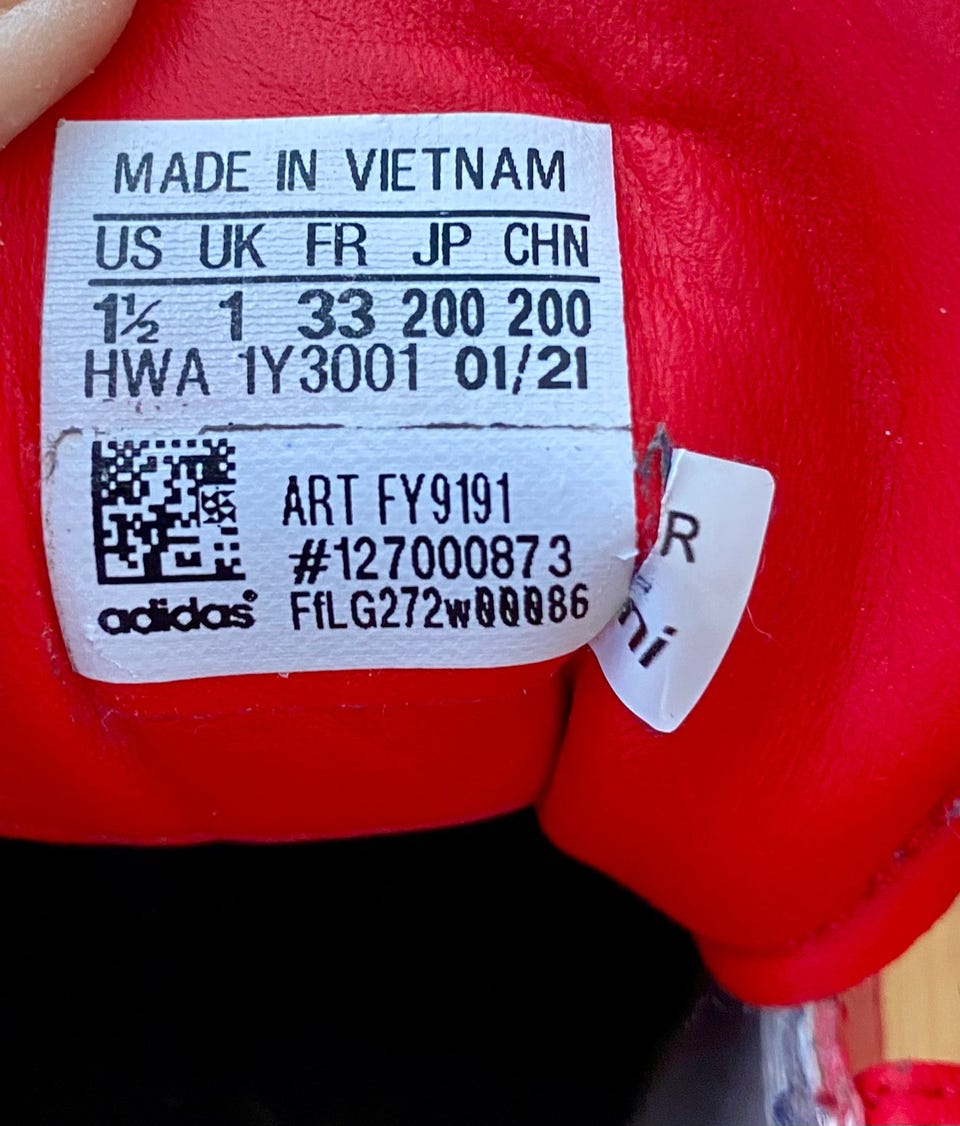 MADE IN VIETNAM
US UK FR JP CHN
1½ 1 33 200 200
HWA 1Y3001 01/21
ART FY9191
#127000873
adidas® FfLG272w00086
R